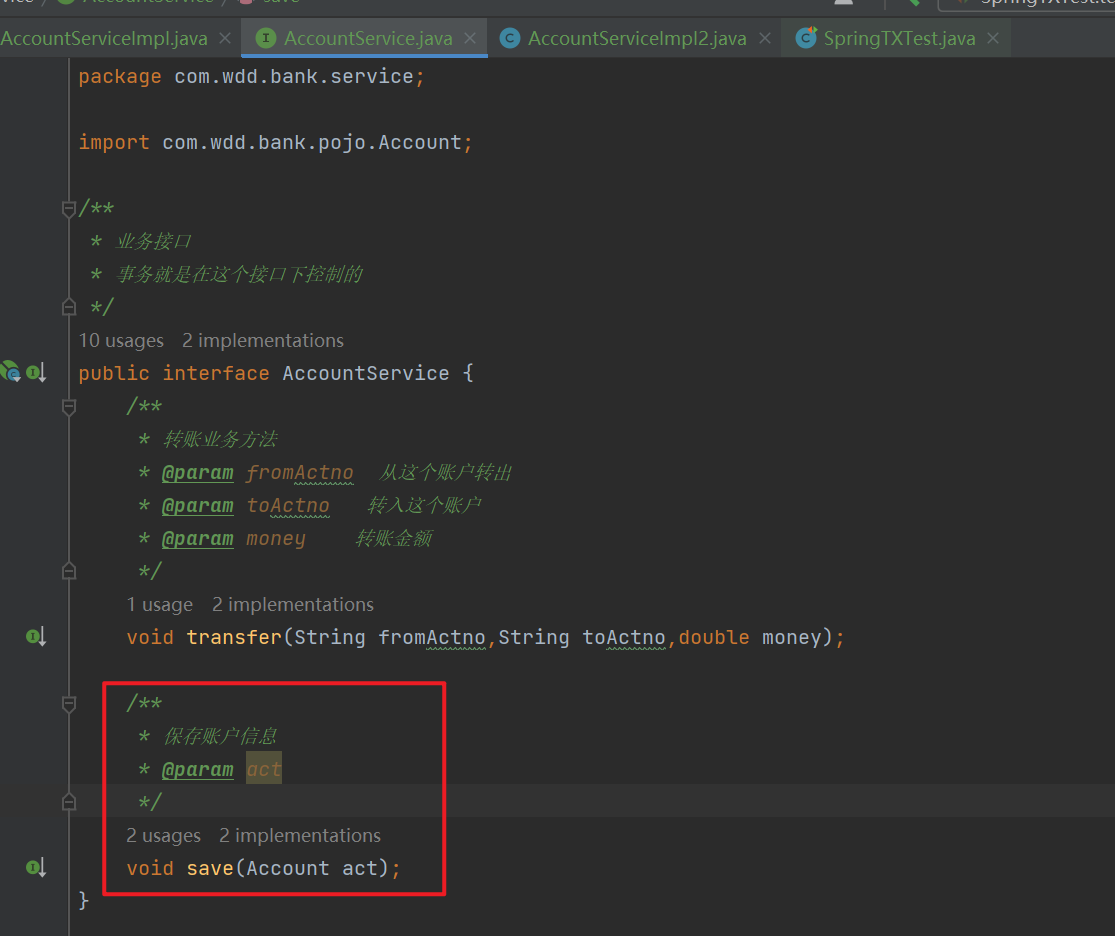 AccountServiceImpl.java × AccountService.java × AccountServiceImpl2.java × SpringTXTest.java ×
package com.wdd.bank.service;
import com.wdd.bank.pojo.Account;
/**
* 业务接口
* 事务就是在这个接口下控制的
*/
10 usages 2 implementations
public interface AccountService {
/**
* 转账业务方法
* @param fromActno 从这个账户转出
* @param toActno 转入这个账户
* @param money 转账金额
*/
1 usage 2 implementations
void transfer(String fromActno,String toActno,double money);
/**
* 保存账户信息
* @param act
*/
2 usages 2 implementations
void save(Account act);
}